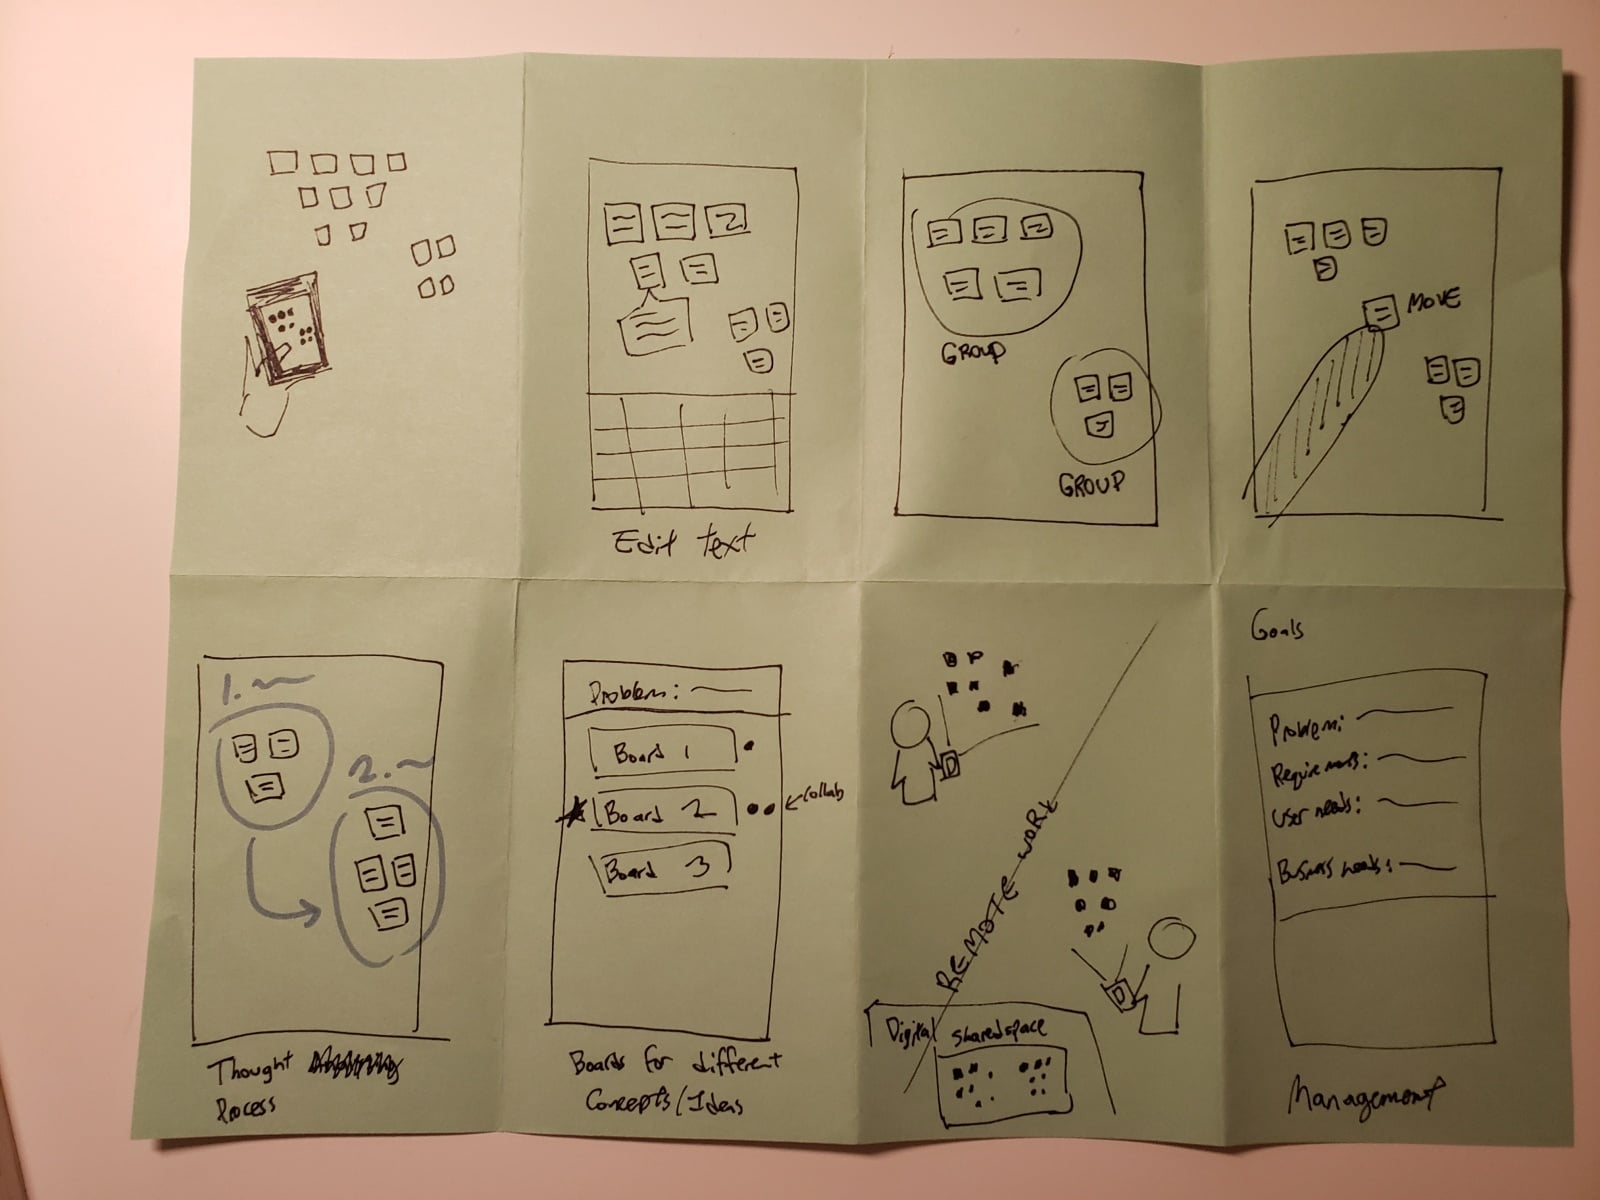 Edit text
GROUP
GROUP
MOVE
1.
2.
Thought
Process
Problem:
Board 1
Board 2
Board 3
collab
Boards for different
Concepts/Ideas
REMOTE WORK
Digital shared space
Goals
Problem:
Requirements:
User needs:
Business needs:
Management